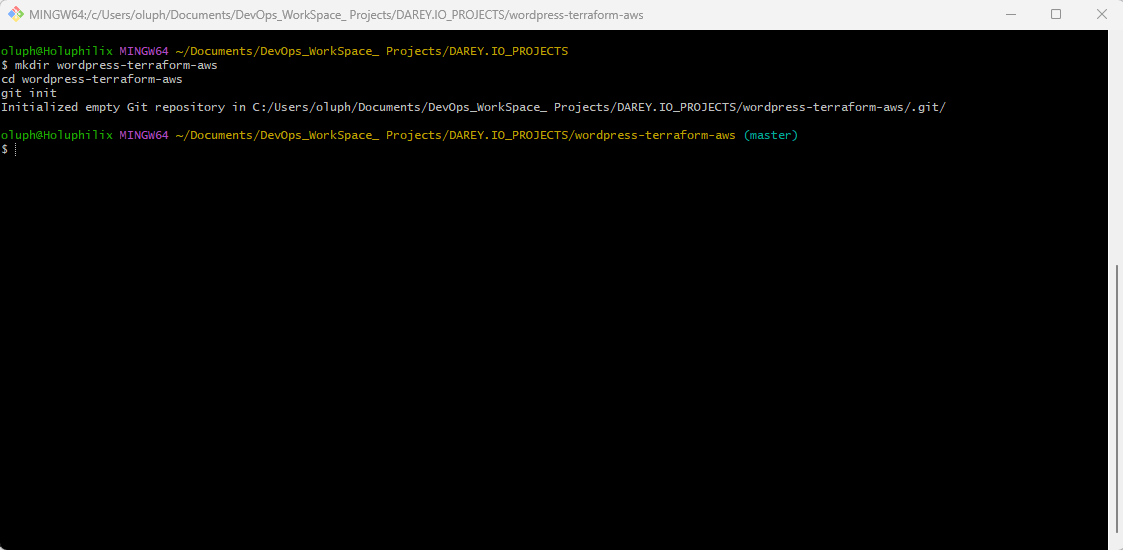 MINGW64:/c/Users/oluph/Documents/DevOps_WorkSpace_ Projects/DAREY.IO_PROJECTS/wordpress-terraform-aws
oluph@Holuphilix MINGW64 ~/Documents/DevOps_WorkSpace_ Projects/DAREY.IO_PROJECTS
$ mkdir wordpress-terraform-aws
cd wordpress-terraform-aws
git init
Initialized empty Git repository in C:/Users/oluph/Documents/DevOps_WorkSpace_ Projects/DAREY.IO_PROJECTS/wordpress-terraform-aws/.git/
oluph@Holuphilix MINGW64 ~/Documents/DevOps_WorkSpace_ Projects/DAREY.IO_PROJECTS/wordpress-terraform-aws (master)
$